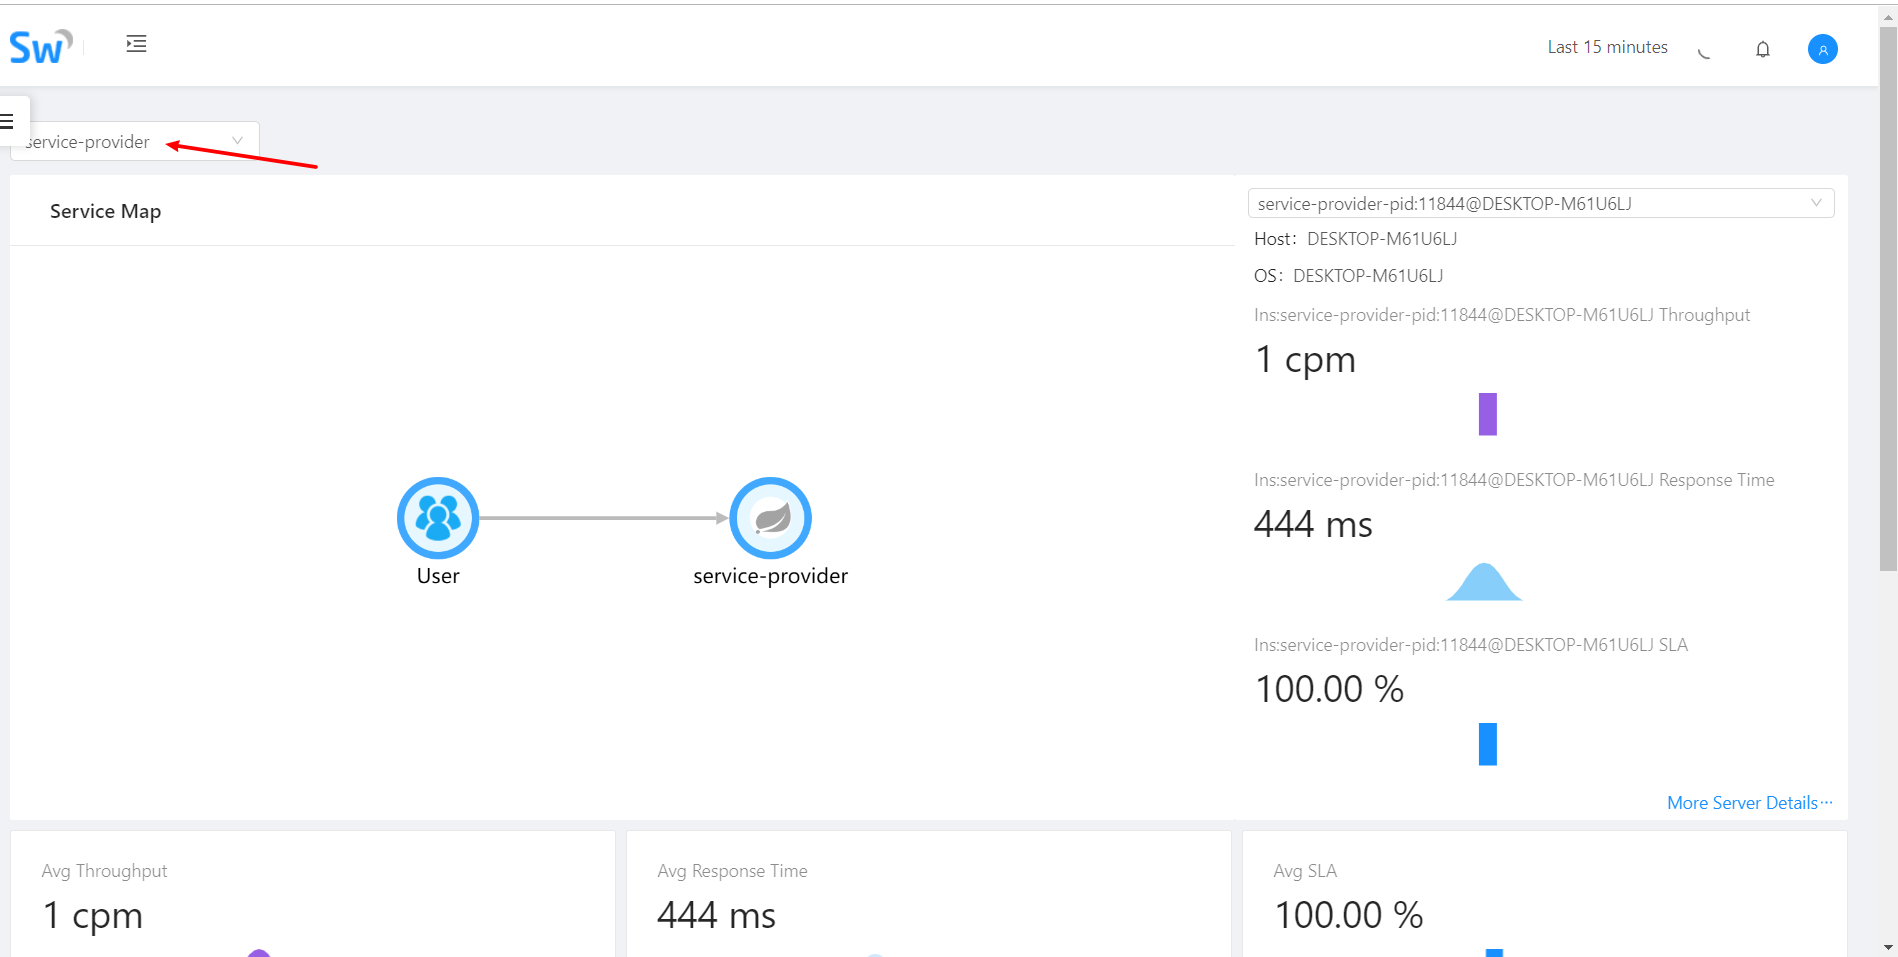 Sw
Last 15 minutes
service-provider
Service Map
service-provider-pid:11844@DESKTOP-M61U6LJ
Host: DESKTOP-M61U6LJ
OS: DESKTOP-M61U6LJ
Ins:service-provider-pid:11844@DESKTOP-M61U6LJ Throughput
1 cpm
Ins:service-provider-pid:11844@DESKTOP-M61U6LJ Response Time
444 ms
User
service-provider
Ins:service-provider-pid:11844@DESKTOP-M61U6LJ SLA
100.00 %
More Server Details···
Avg Throughput
1 cpm
Avg Response Time
444 ms
Avg SLA
100.00 %